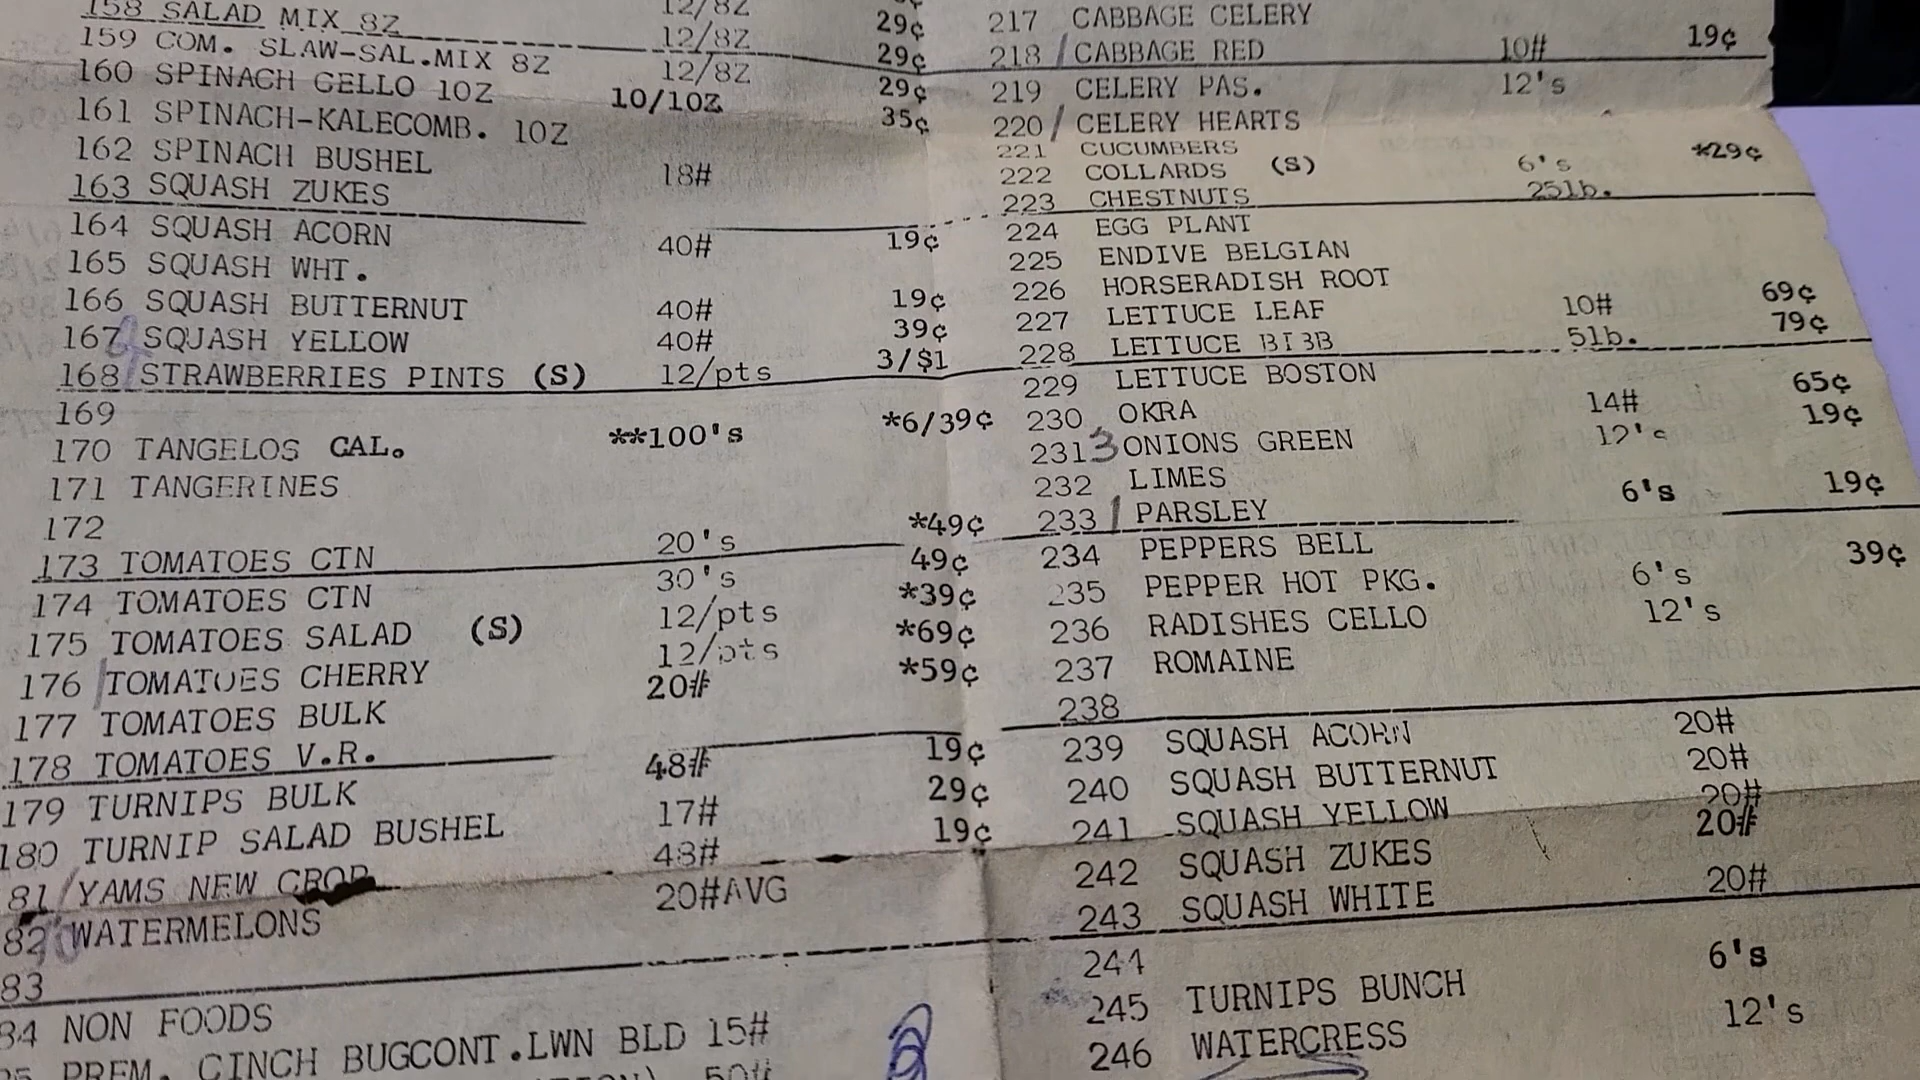 12/8Z 29¢
158 SALAD MIX 8Z 12/8Z 29¢
159 COM. SLAW-SAL.MIX 8Z 12/8Z 29¢
160 SPINACH CELLO 10Z 10/10Z 35¢
161 SPINACH-KALECOMB. 10Z
162 SPINACH BUSHEL 18#
163 SQUASH ZUKES
164 SQUASH ACORN 40# 19¢
165 SQUASH WHT.
166 SQUASH BUTTERNUT 40# 19¢
167 SQUASH YELLOW 40# 39¢
168 STRAWBERRIES PINTS (S) 12/pts 3/$1
169
170 TANGELOS CAL. **100's *6/39¢
171 TANGERINES
172
173 TOMATOES CTN 20's *49¢
174 TOMATOES CTN 30's 49¢
175 TOMATOES SALAD (S) 12/pts *39¢
176 TOMATOES CHERRY 12/pts *69¢
177 TOMATOES BULK 20# *59¢
178 TOMATOES V.R.
179 TURNIPS BULK 48# 19¢
180 TURNIP SALAD BUSHEL 17# 29¢
81 YAMS NEW CROP 48# 19¢
82 WATERMELONS 20#AVG
83
84 NON FOODS
PREM. CINCH BUGCONT.LWN BLD 15#
50#
217 CABBAGE CELERY
218 CABBAGE RED 10# 19¢
219 CELERY PAS. 12's
220 CELERY HEARTS
221 CUCUMBERS
222 COLLARDS (S) 6's *29¢
223 CHESTNUTS 25lb.
224 EGG PLANT
225 ENDIVE BELGIAN
226 HORSERADISH ROOT
227 LETTUCE LEAF 10# 69¢
228 LETTUCE BIBB 5lb. 79¢
229 LETTUCE BOSTON
230 OKRA 14# 65¢
231 3 ONIONS GREEN 12's 19¢
232 LIMES
233 PARSLEY 6's 19¢
234 PEPPERS BELL
235 PEPPER HOT PKG. 6's 39¢
236 RADISHES CELLO 12's
237 ROMAINE
238
239 SQUASH ACORN 20#
240 SQUASH BUTTERNUT 20#
241 SQUASH YELLOW 20#
242 SQUASH ZUKES 20#
243 SQUASH WHITE 20#
244
245 TURNIPS BUNCH 6's
246 WATERCRESS 12's